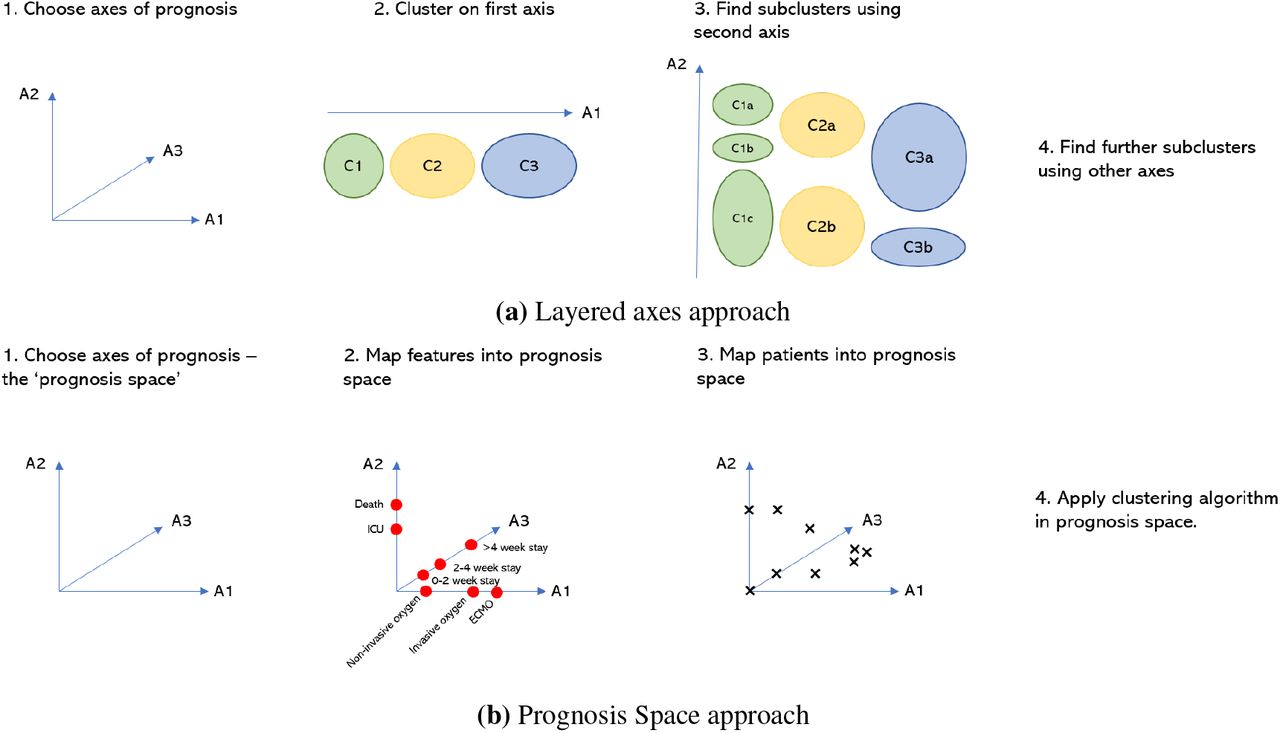 1. Choose axes of prognosis
2. Cluster on first axis
3. Find subclusters using
second axis
A2
A3
A1
A1
C1
C2
C3
A2
C1a
C1b
C1c
C2a
C2b
C3a
C3b
4. Find further subclusters
using other axes
(a) Layered axes approach
1. Choose axes of prognosis –
the ‘prognosis space’
2. Map features into prognosis
space
3. Map patients into prognosis
space
A2
A3
A1
A2
Death
ICU
A3
>4 week stay
2-4 week stay
0-2 week stay
A1
Non-invasive oxygen
Invasive oxygen
ECMO
A2
A3
A1
4. Apply clustering algorithm
in prognosis space.
(b) Prognosis Space approach